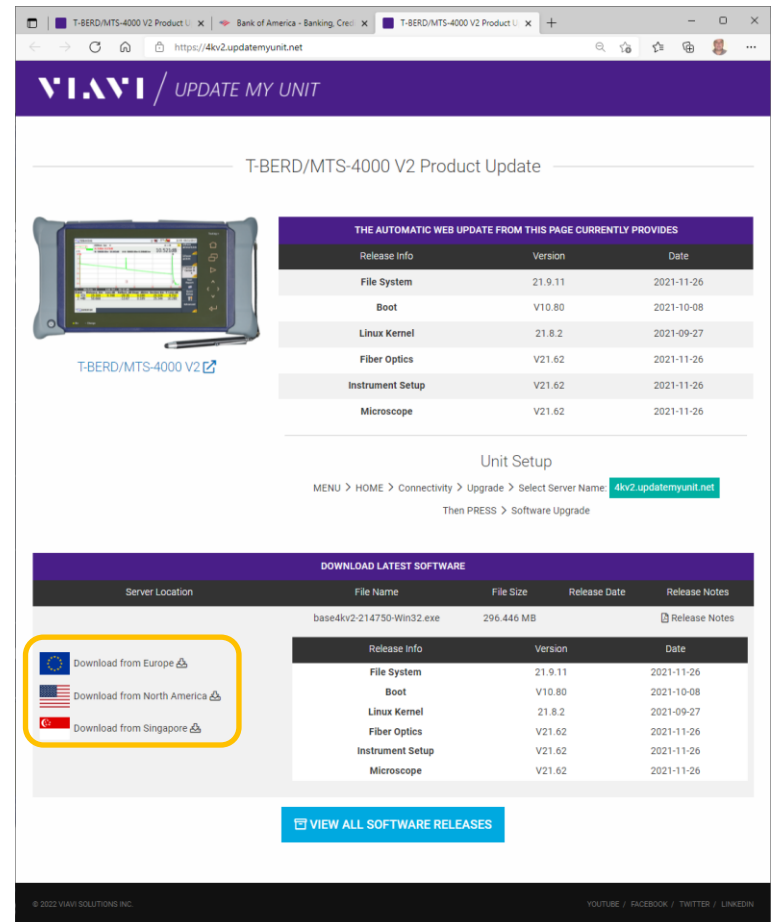 T-BERD/MTS-4000 V2 Product U
Bank of America - Banking, Cred
T-BERD/MTS-4000 V2 Product U
https://4kv2.updatemyunit.net
VIAVI / UPDATE MY UNIT
T-BERD/MTS-4000 V2 Product Update
THE AUTOMATIC WEB UPDATE FROM THIS PAGE CURRENTLY PROVIDES
Release Info Version Date
File System 21.9.11 2021-11-26
Boot V10.80 2021-10-08
Linux Kernel 21.8.2 2021-09-27
Fiber Optics V21.62 2021-11-26
Instrument Setup V21.62 2021-11-26
Microscope V21.62 2021-11-26
T-BERD/MTS-4000 V2
Unit Setup
MENU > HOME > Connectivity > Upgrade > Select Server Name: 4kv2.updatemyunit.net
Then PRESS > Software Upgrade
DOWNLOAD LATEST SOFTWARE
Server Location File Name File Size Release Date Release Notes
base4kv2-214750-Win32.exe 296.446 MB Release Notes
Download from Europe
Download from North America
Download from Singapore
Release Info Version Date
File System 21.9.11 2021-11-26
Boot V10.80 2021-10-08
Linux Kernel 21.8.2 2021-09-27
Fiber Optics V21.62 2021-11-26
Instrument Setup V21.62 2021-11-26
Microscope V21.62 2021-11-26
VIEW ALL SOFTWARE RELEASES
© 2022 VIAVI SOLUTIONS INC.
YOUTUBE / FACEBOOK / TWITTER / LINKEDIN